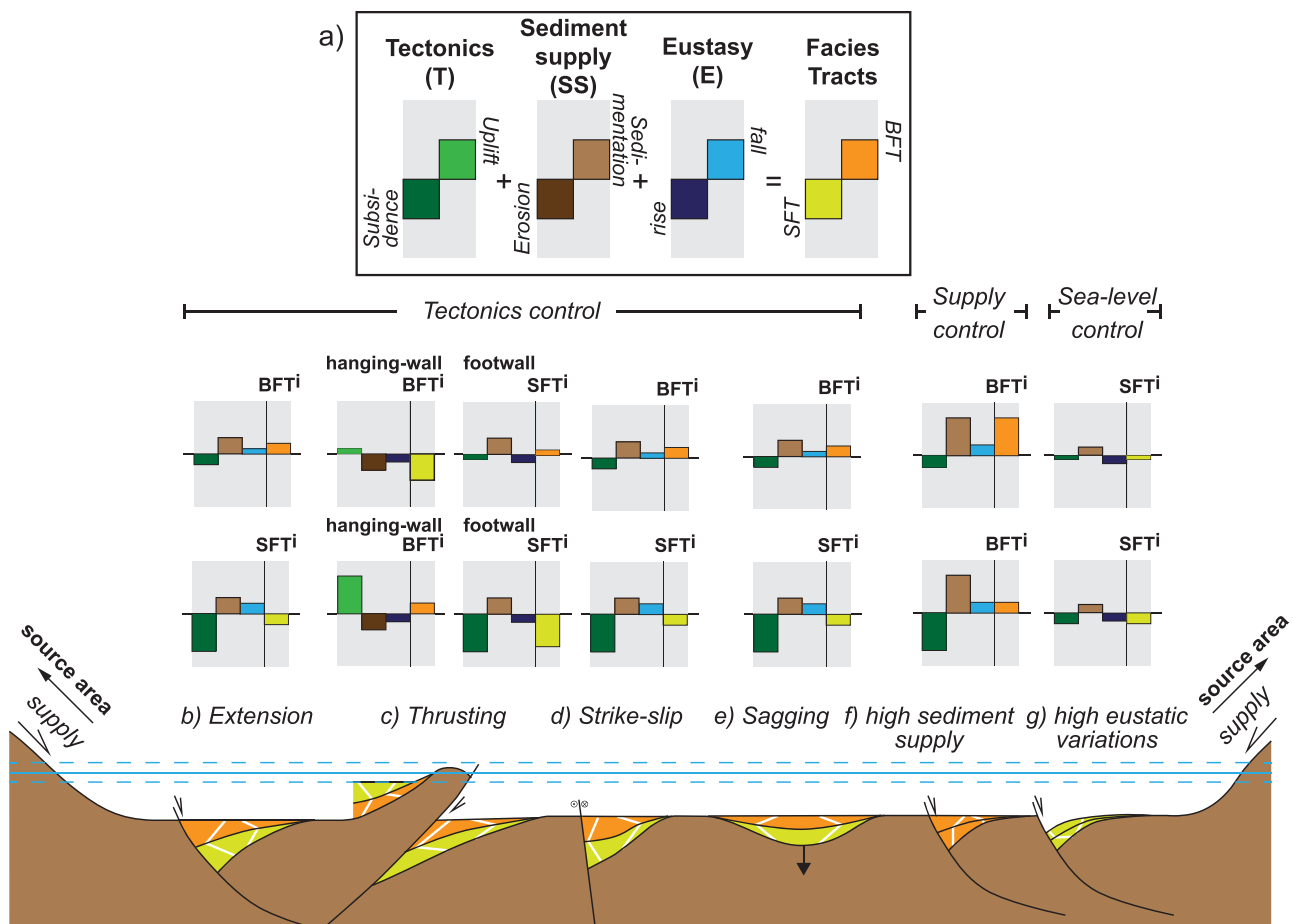 a)
Tectonics
(T)
Sediment
supply
(SS)
Eustasy
(E)
Facies
Tracts
Subsi-
dence
Uplift
+
Erosion
Sedi-
mentation
+
rise
fall
=
SFT
BFT
Tectonics control
Supply
control
Sea-level
control
BFTi
hanging-wall
BFTi
footwall
SFTi
BFTi
BFTi
BFTi
SFTi
SFTi
hanging-wall
BFTi
footwall
SFTi
SFTi
SFTi
BFTi
SFTi
source area
supply
source area
supply
b) Extension
c) Thrusting
d) Strike-slip
e) Sagging
f) high sediment
supply
g) high eustatic
variations